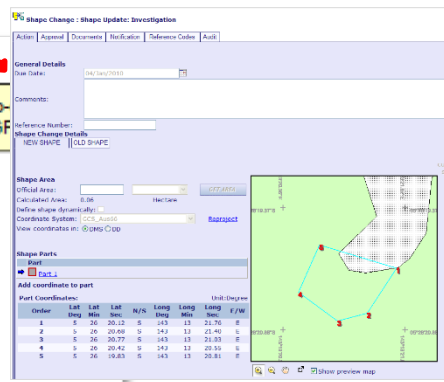 Shape Change : Shape Update: Investigation
Action Approval Documents Notification Reference Codes Audit
General Details
Due Date: 04/Jan/2010
Comments:
Reference Number:
Shape Change Details
NEW SHAPE OLD SHAPE
Shape Area
Official Area:
Calculated Area: 0.06 Hectare
Define shape dynamically:
Coordinate System: Reproject
View coordinates in: DMS DD
Shape Parts
Part
Part 1
Add coordinate to part
Part Coordinates: Unit:Degree
Order Lat Deg Lat Min Lat Sec N/S Long Deg Long Min Long Sec E/W
1 5 26 20.12 S 143 13 21.76 E
2 5 26 20.68 S 143 13 21.40 E
3 5 26 20.77 S 143 13 E
4 5 26 20.42 S 143 13 20.55 E
5 5 26 19.83 S 143 13 20.81 E
1
2
3
4
5
Show preview map